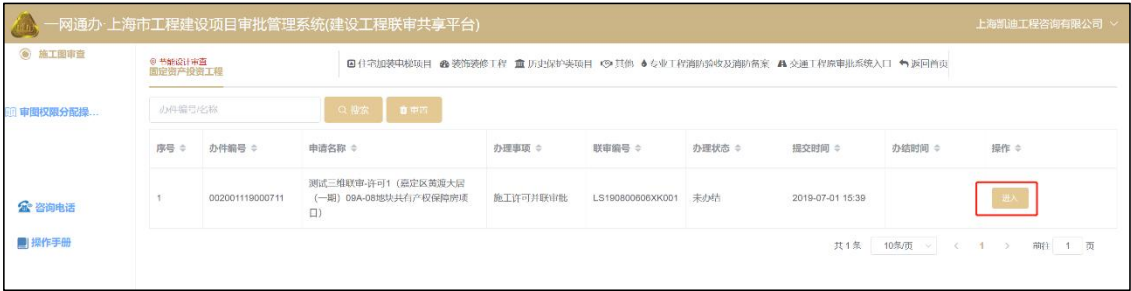 一网通办·上海市工程建设项目审批管理系统(建设工程联审共享平台)
上海凯迪工程咨询有限公司
施工图审查
节能设计审查
固定资产投资工程
住宅加装电梯项目 装饰装修工程 历史保护类项目 其他 专业工程消防验收及消防备案 交通工程原审批系统入口 返回首页
审图权限分配操...
办件编号/名称
搜索
重置
序号 办件编号 申请名称 办理事项 联审编号 办理状态 提交时间 办结时间 操作
1 002001119000711 测试三维联审-许可1（嘉定区黄渡大居（一期）09A-08地块共有产权保障房项目） 施工许可并联审批 LS190800606XK001 未办结 2019-07-01 15:39 进入
咨询电话
操作手册
共 1 条 10条/页 < 1 > 前往 1 页